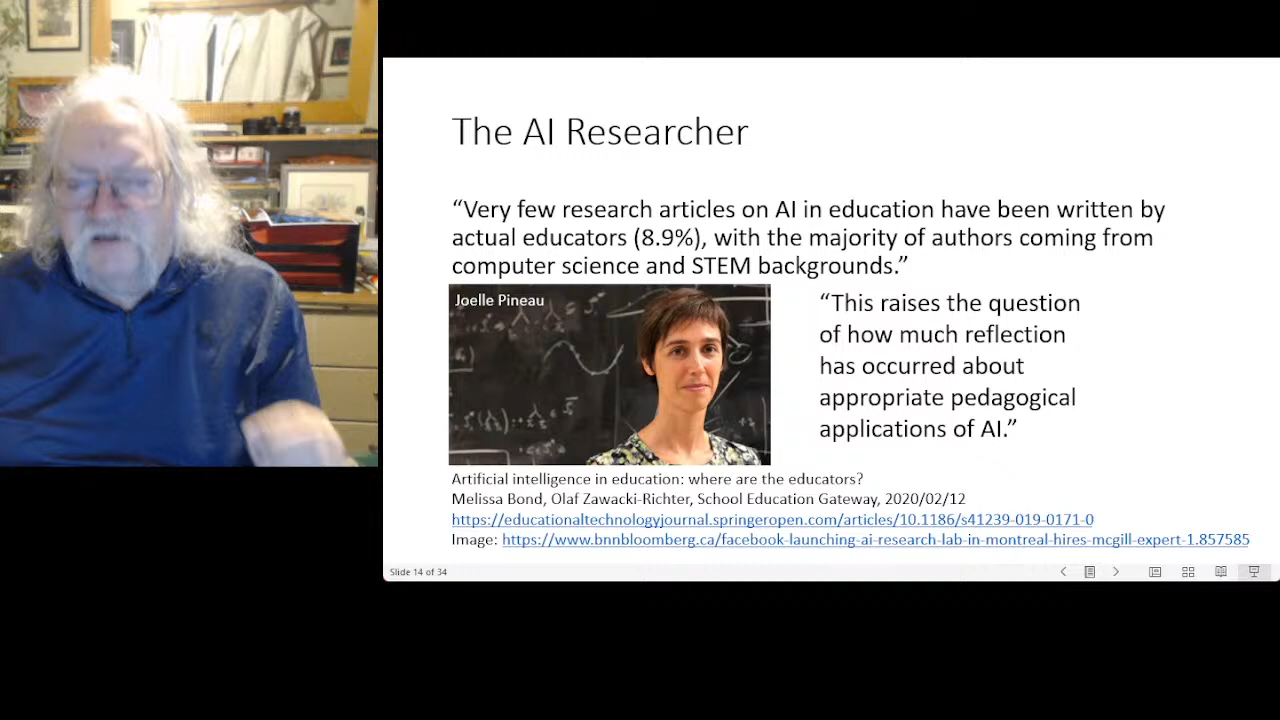 The AI Researcher
“Very few research articles on AI in education have been written by
actual educators (8.9%), with the majority of authors coming from
computer science and STEM backgrounds.”
Joelle Pineau
“This raises the question
of how much reflection
has occurred about
appropriate pedagogical
applications of AI.”
Artificial intelligence in education: where are the educators?
Melissa Bond, Olaf Zawacki-Richter, School Education Gateway, 2020/02/12
https://educationaltechnologyjournal.springeropen.com/articles/10.1186/s41239-019-0171-0
Image: https://www.bnnbloomberg.ca/facebook-launching-ai-research-lab-in-montreal-hires-mcgill-expert-1.857585
Slide 14 of 34